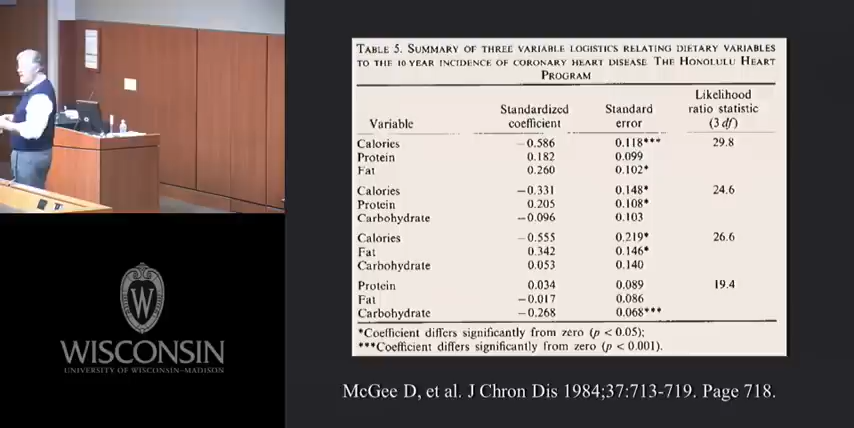 TABLE 5. SUMMARY OF THREE VARIABLE LOGISTICS RELATING DIETARY VARIABLES
TO THE 10 YEAR INCIDENCE OF CORONARY HEART DISEASE THE HONOLULU HEART
PROGRAM
Variable Standardized coefficient Standard error Likelihood ratio statistic (3 df)
Calories −0.586 0.118*** 29.8
Protein 0.182 0.099
Fat 0.260 0.102*
Calories −0.331 0.148* 24.6
Protein 0.205 0.108*
Carbohydrate −0.096 0.103
Calories −0.555 0.219* 26.6
Fat 0.342 0.146*
Carbohydrate 0.053 0.140
Protein 0.034 0.089 19.4
Fat −0.017 0.086
Carbohydrate −0.268 0.068***
*Coefficient differs significantly from zero (p < 0.05);
***Coefficient differs significantly from zero (p < 0.001).
McGee D, et al. J Chron Dis 1984;37:713-719. Page 718.
W
WISCONSIN
UNIVERSITY OF WISCONSIN–MADISON